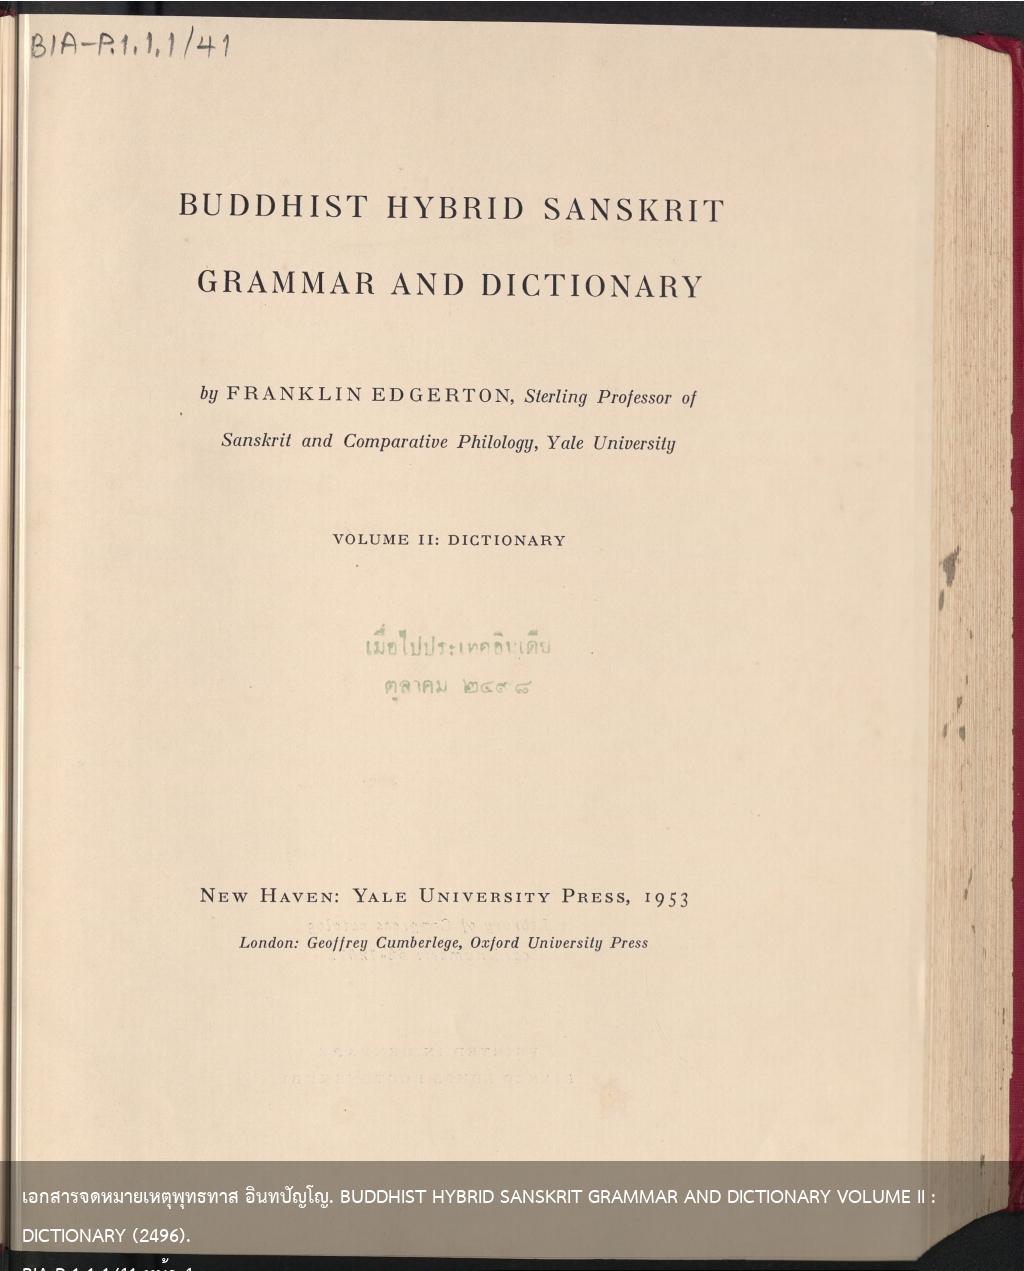 BIA-P.1.1.1/41
BUDDHIST HYBRID SANSKRIT
GRAMMAR AND DICTIONARY
by FRANKLIN EDGERTON, Sterling Professor of
Sanskrit and Comparative Philology, Yale University
VOLUME II: DICTIONARY
เมื่อไปประเทศอินเดีย
ตุลาคม ๒๔๙๘
NEW HAVEN: YALE UNIVERSITY PRESS, 1953
London: Geoffrey Cumberlege, Oxford University Press
เอกสารจดหมายเหตุพุทธทาส อินทปัญโญ. BUDDHIST HYBRID SANSKRIT GRAMMAR AND DICTIONARY VOLUME II :
DICTIONARY (2496).